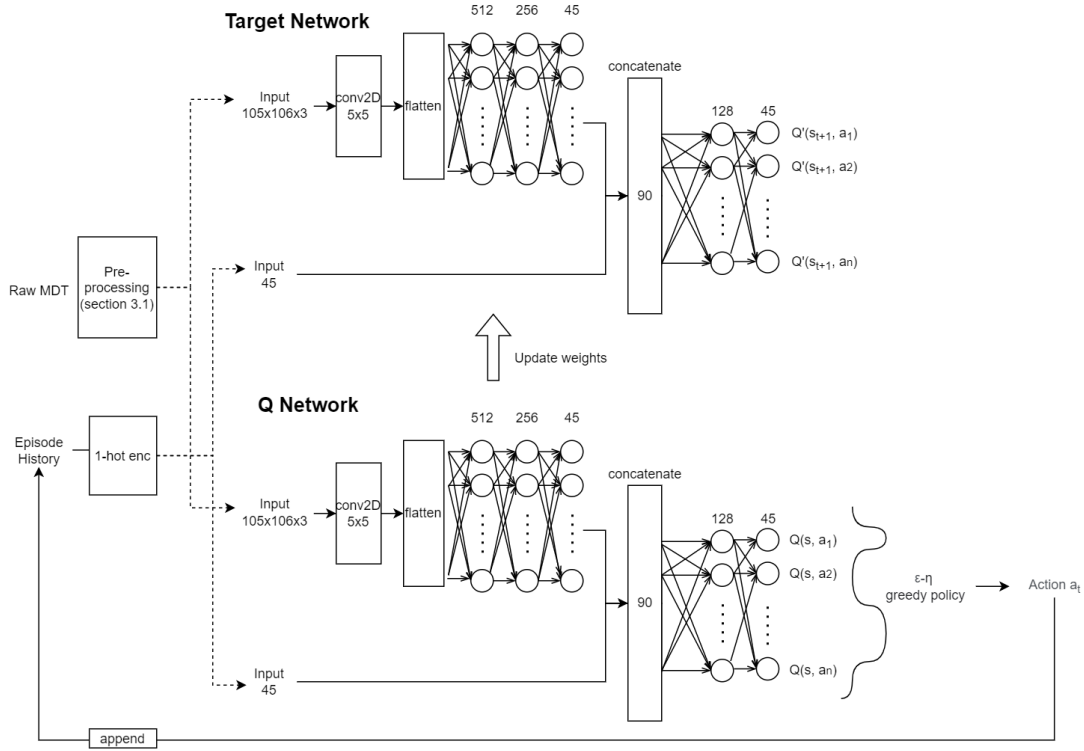 Target Network
512 256 45
Input
105x106x3
conv2D
5x5
flatten
concatenate
128 45
90
Q'(st+1, a1)
Q'(st+1, a2)
Q'(st+1, an)
Input
45
Raw MDT
Pre-
processing
(section 3.1)
Update weights
Q Network
512 256 45
Episode
History
1-hot enc
Input
105x106x3
conv2D
5x5
flatten
concatenate
128 45
90
Q(s, a1)
Q(s, a2)
Q(s, an)
ε-η
greedy policy
Action at
Input
45
append